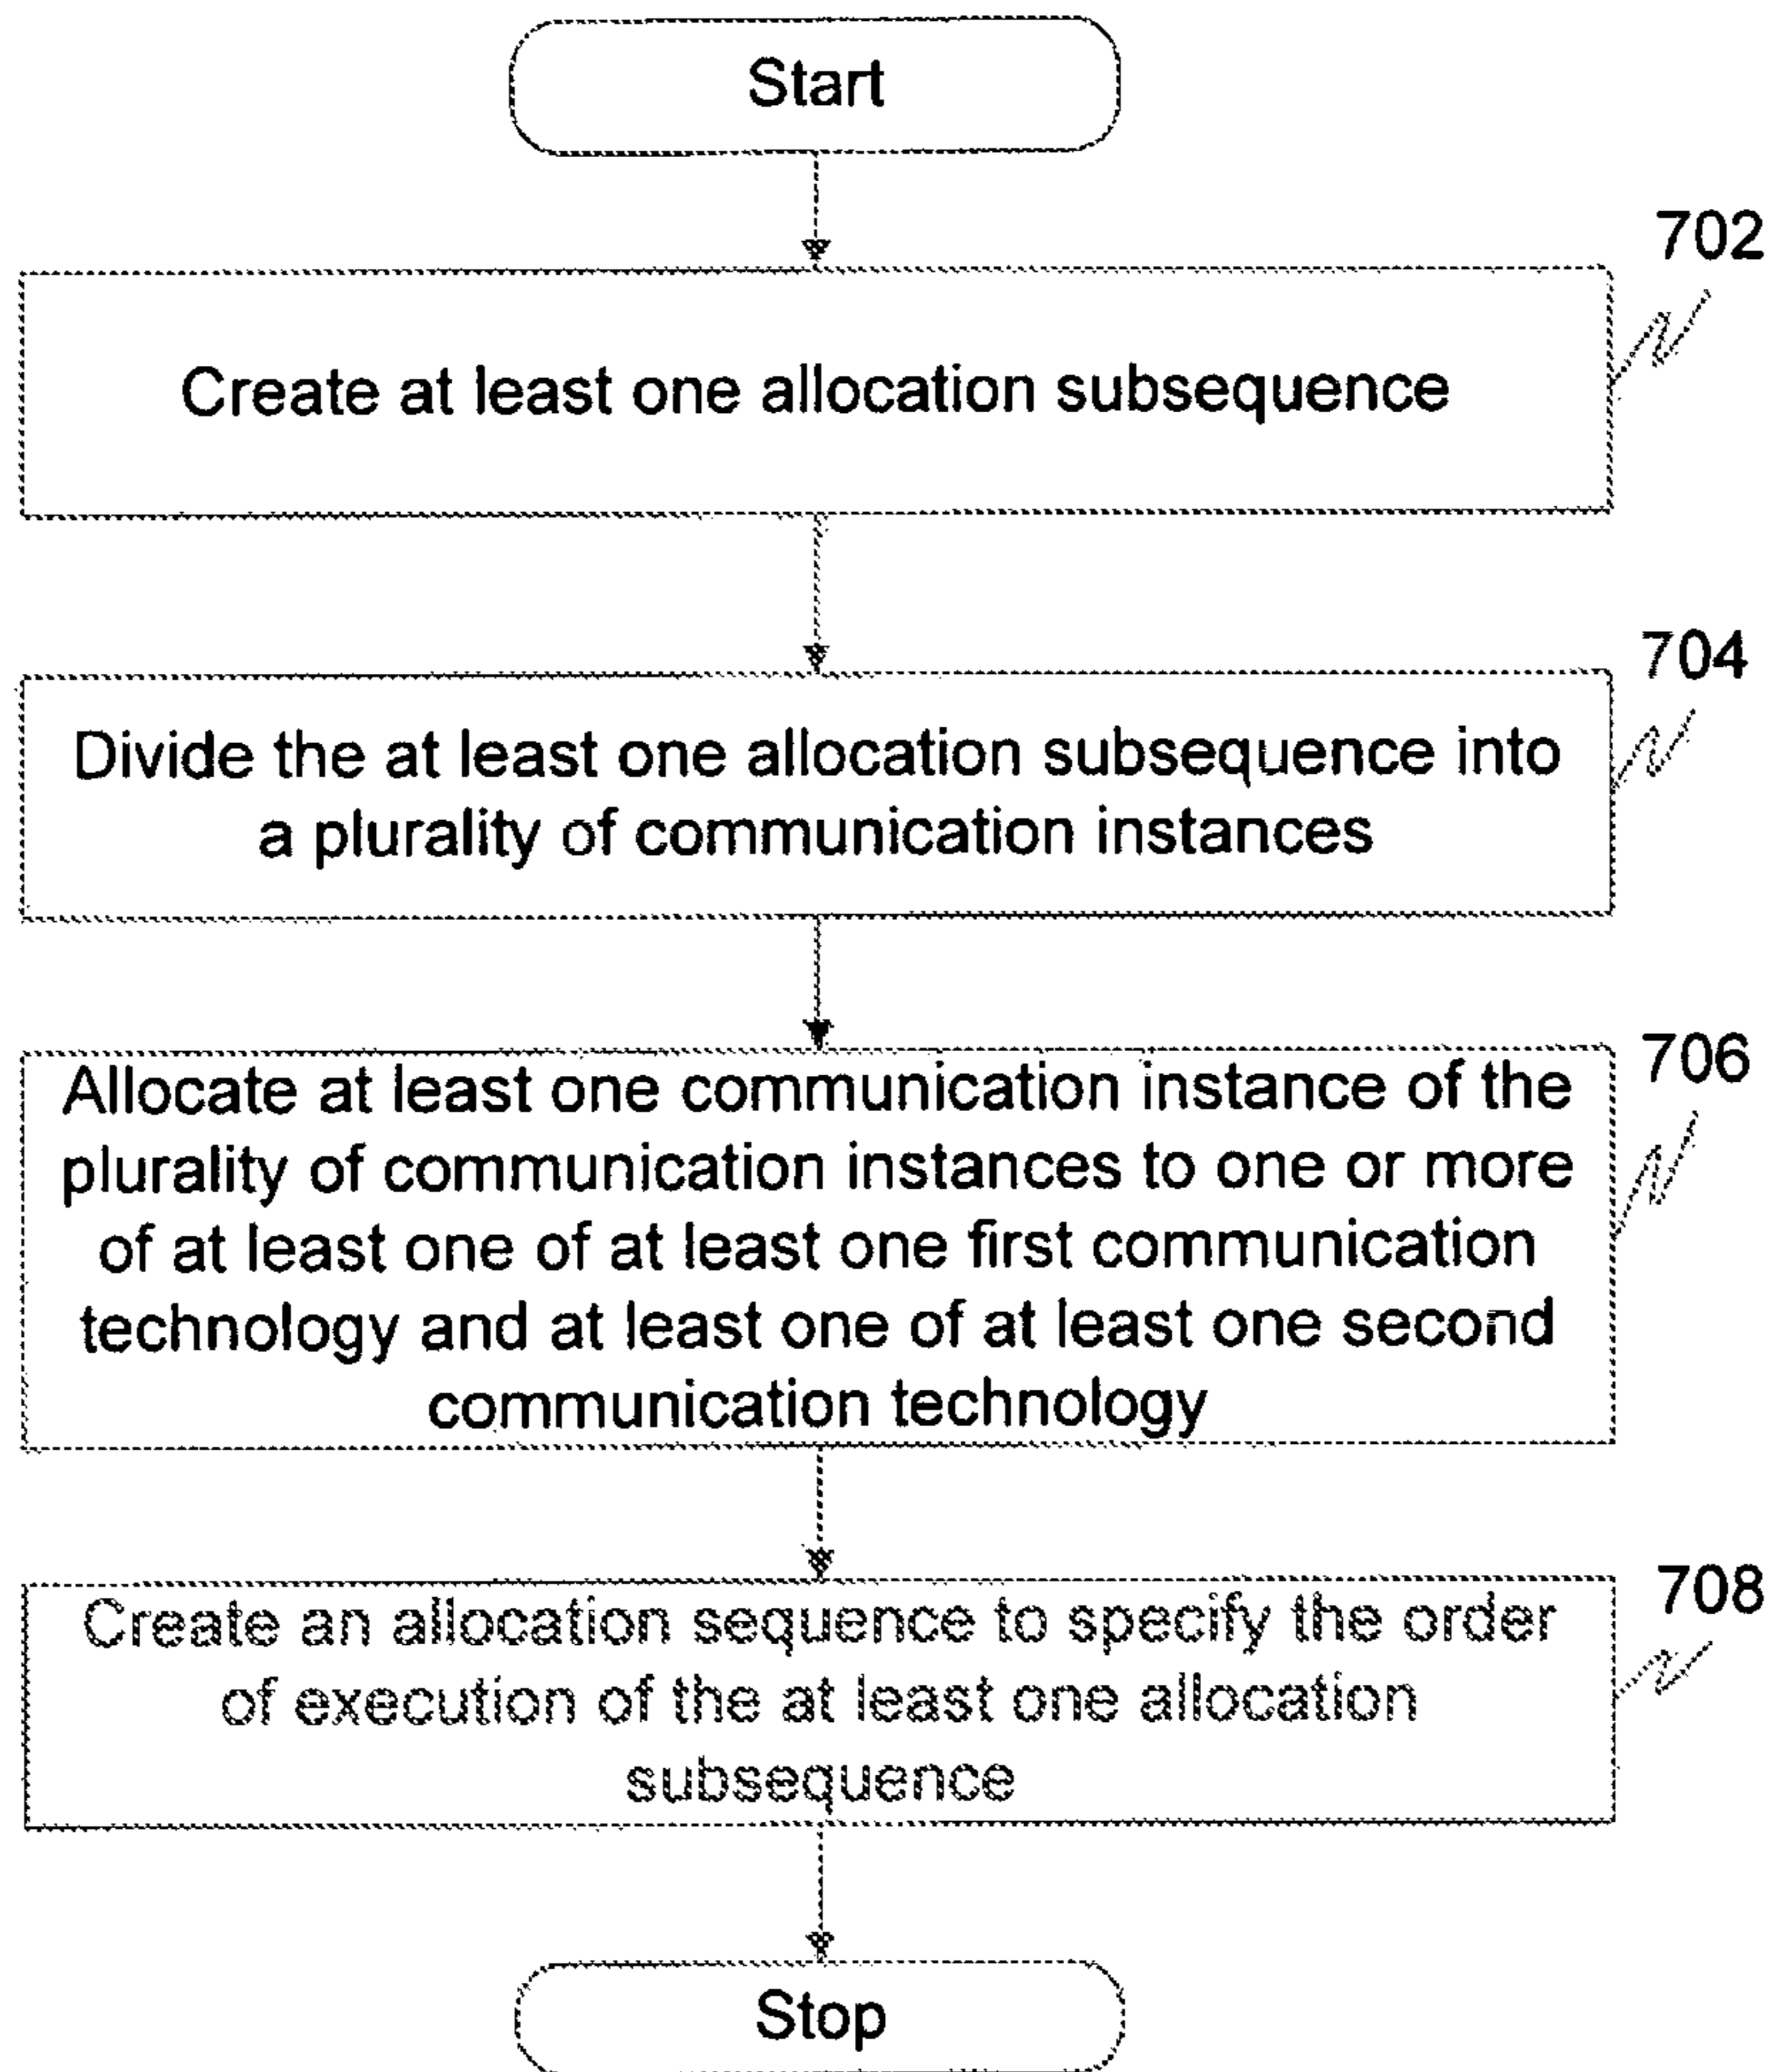 Start
702
Create at least one allocation subsequence
704
Divide the at least one allocation subsequence into
a plurality of communication instances
706
Allocate at least one communication instance of the
plurality of communication instances to one or more
of at least one of at least one first communication
technology and at least one of at least one second
communication technology
708
Create an allocation sequence to specify the order
of execution of the at least one allocation
subsequence
Stop